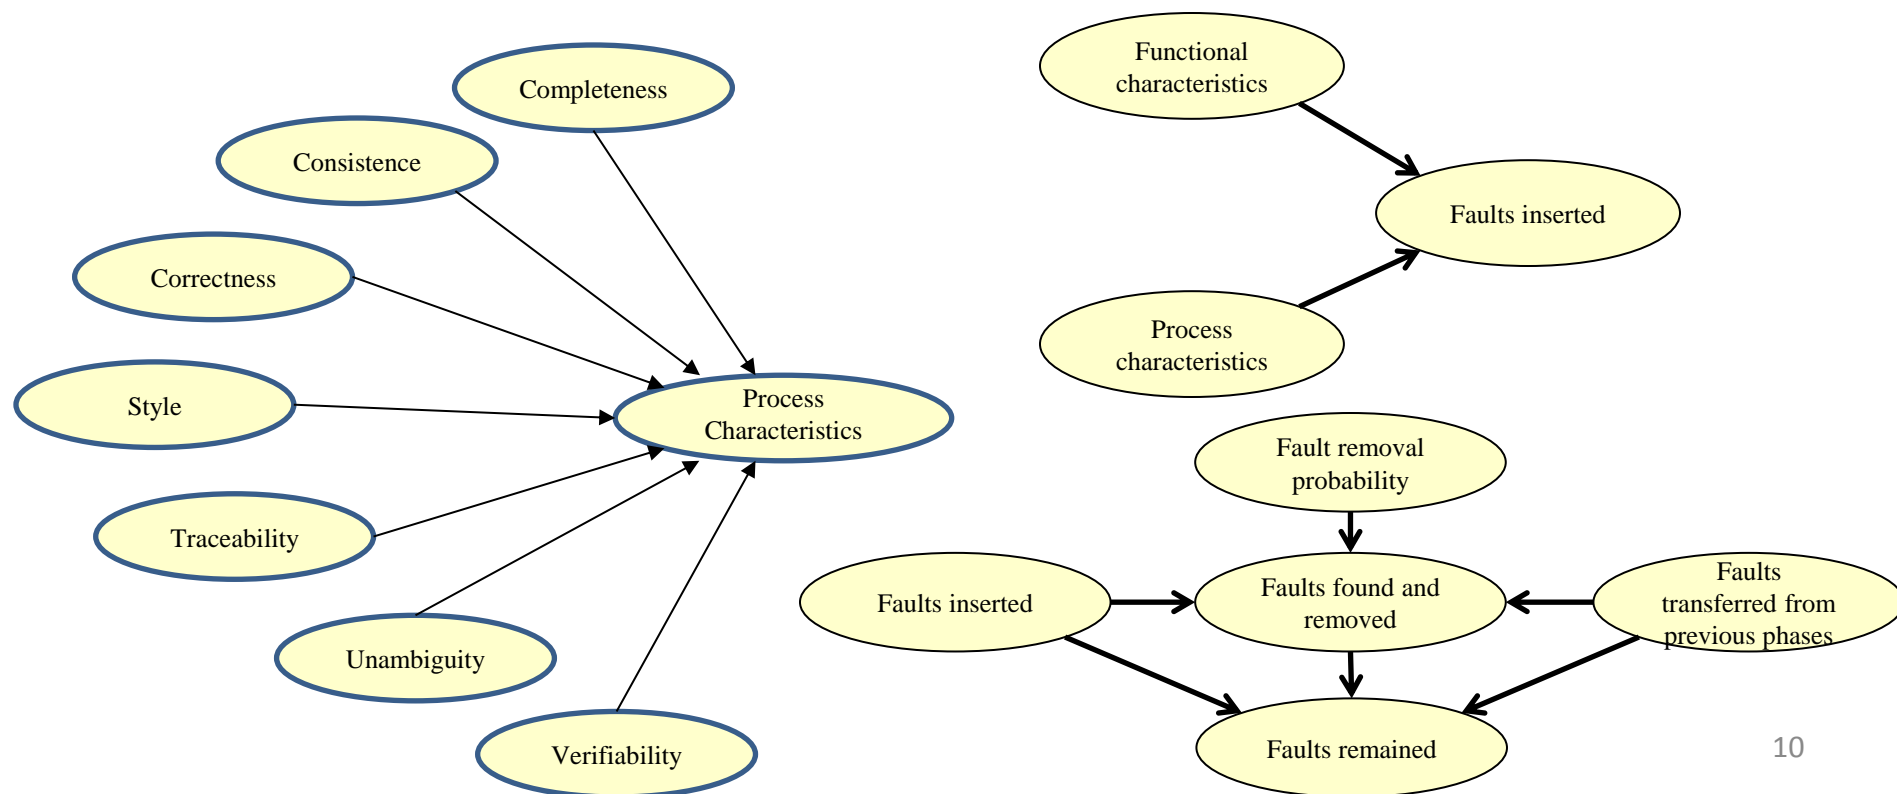 Completeness
Consistence
Correctness
Style
Process
Characteristics
Traceability
Unambiguity
Verifiability
Functional
characteristics
Faults inserted
Process
characteristics
Fault removal
probability
Faults inserted
Faults found and
removed
Faults
transferred from
previous phases
Faults remained
10